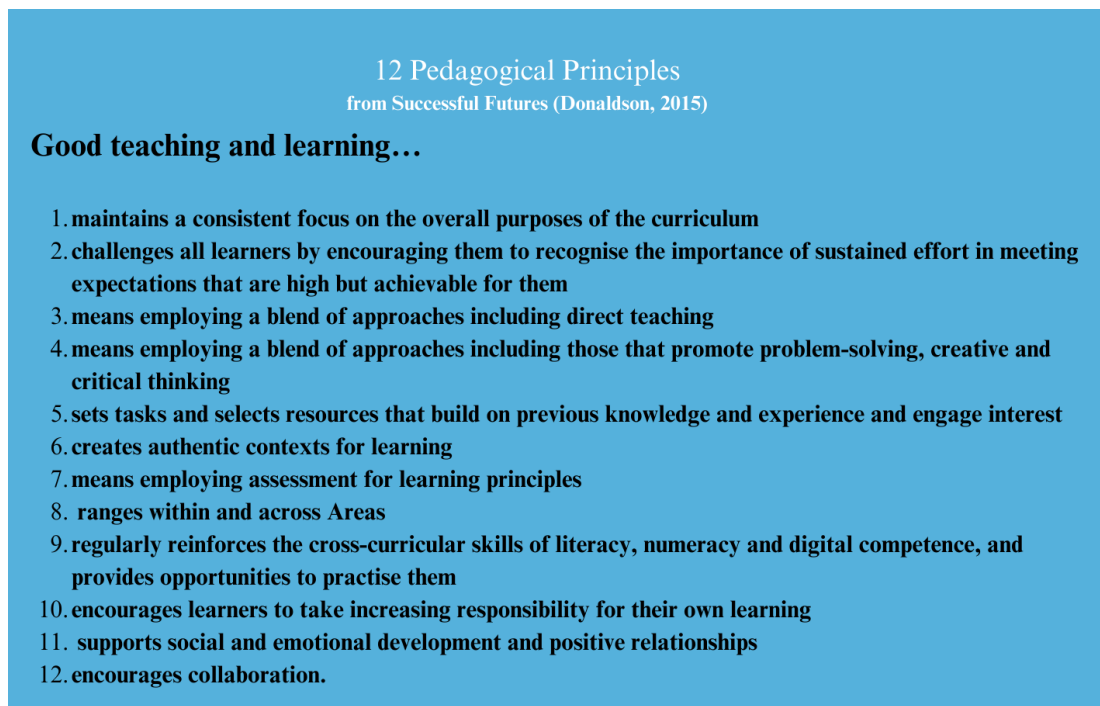 12 Pedagogical Principles
from Successful Futures (Donaldson, 2015)
Good teaching and learning…
1. maintains a consistent focus on the overall purposes of the curriculum
2. challenges all learners by encouraging them to recognise the importance of sustained effort in meeting
expectations that are high but achievable for them
3. means employing a blend of approaches including direct teaching
4. means employing a blend of approaches including those that promote problem-solving, creative and
critical thinking
5. sets tasks and selects resources that build on previous knowledge and experience and engage interest
6. creates authentic contexts for learning
7. means employing assessment for learning principles
8. ranges within and across Areas
9. regularly reinforces the cross-curricular skills of literacy, numeracy and digital competence, and
provides opportunities to practise them
10. encourages learners to take increasing responsibility for their own learning
11. supports social and emotional development and positive relationships
12. encourages collaboration.